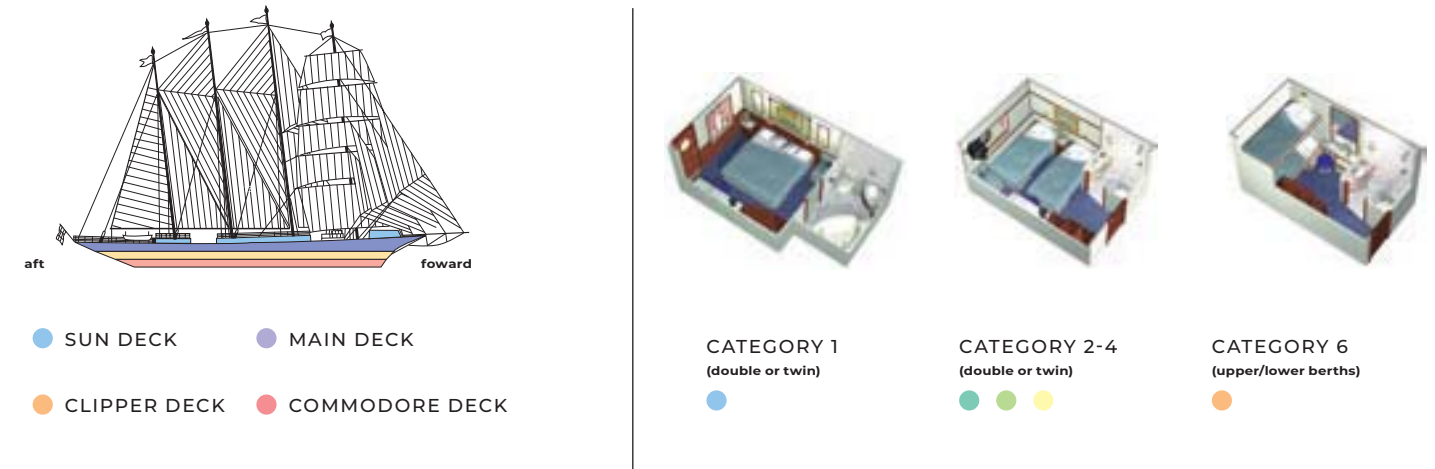 aft
foward
SUN DECK
MAIN DECK
CLIPPER DECK
COMMODORE DECK
CATEGORY 1
(double or twin)
CATEGORY 2-4
(double or twin)
CATEGORY 6
(upper/lower berths)